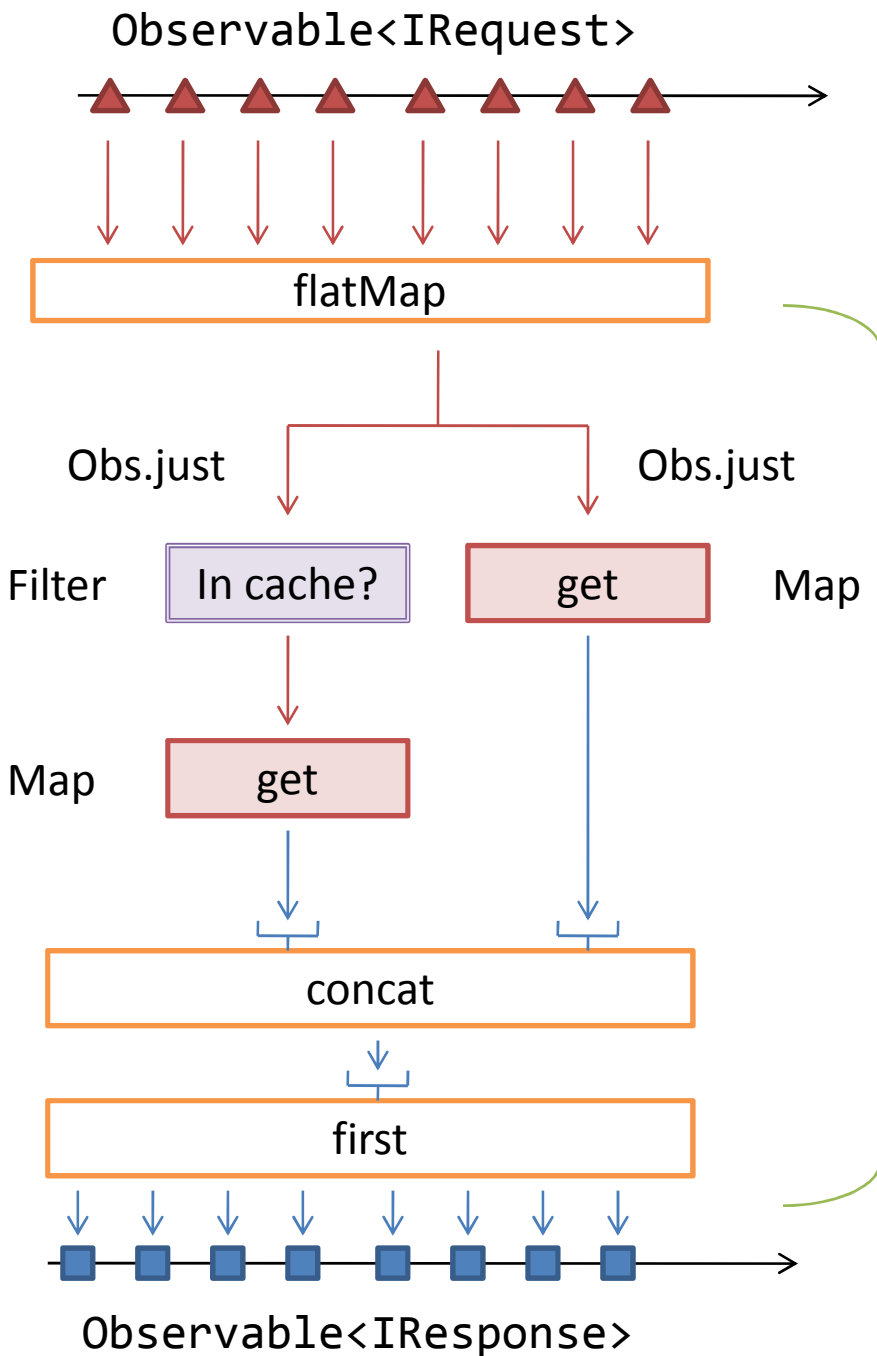 Observable<IRequest>
flatMap
Obs.just
Obs.just
Filter
In cache?
get
Map
Map
get
concat
first
Observable<IResponse>